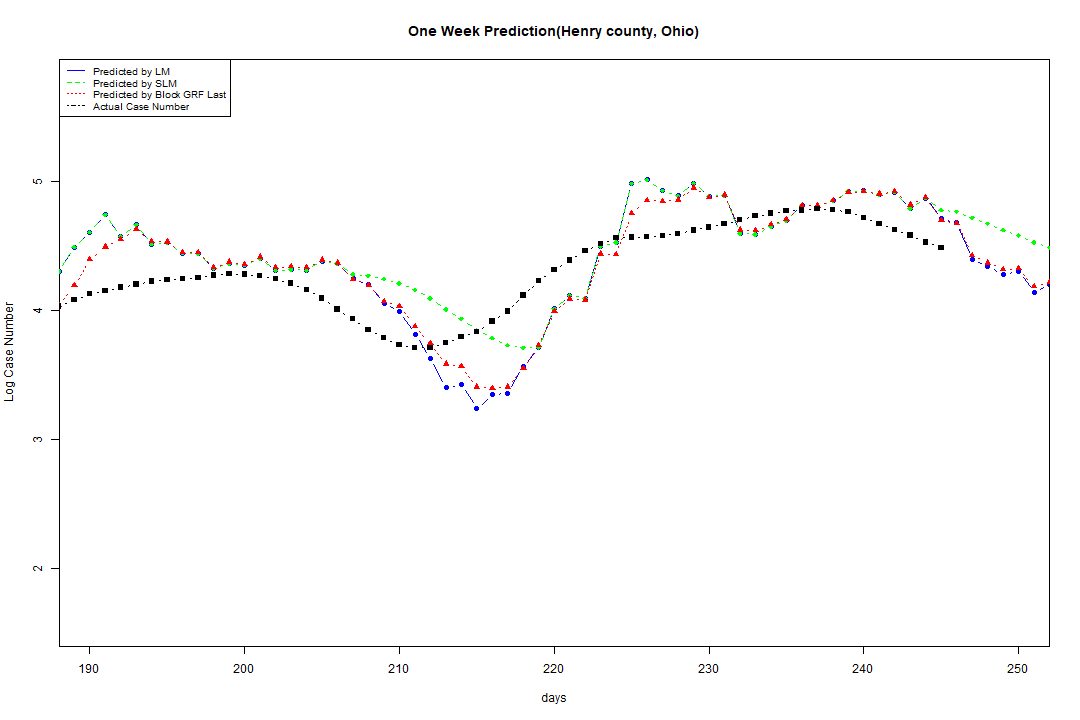 One Week Prediction(Henry county, Ohio)
Predicted by LM
Predicted by SLM
Predicted by Block GRF Last
Actual Case Number
5
4
3
2
Log Case Number
190 200 210 220 230 240 250
days